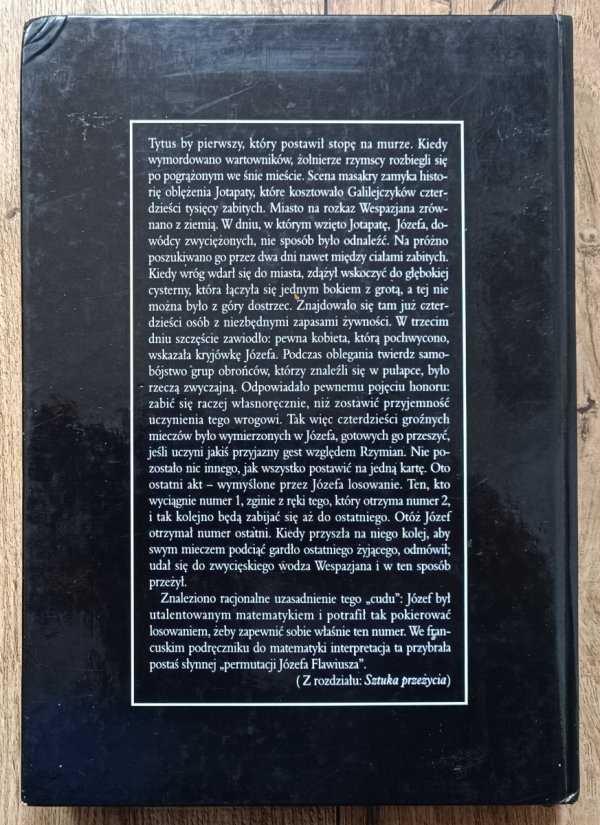 Tytus by pierwszy, który postawił stopę na murze. Kiedy
wymordowano wartowników, żołnierze rzymscy rozbiegli się
po pogrążonym we śnie mieście. Scena masakry zamyka histo-
rię oblężenia Jotapaty, które kosztowało Galilejczyków czter-
dzieści tysięcy zabitych. Miasto na rozkaz Wespazjana zrów-
nano z ziemią. W dniu, w którym wzięto Jotapatę, Józefa, do-
wódcy zwyciężonych, nie sposób było odnaleźć. Na próżno
poszukiwano go przez dwa dni nawet między ciałami zabitych.
Kiedy wróg wdarł się do miasta, zdążył wskoczyć do głębokiej
cysterny, która łączyła się jednym bokiem z grotą, a tej nie
można było z góry dostrzec. Znajdowało się tam już czter-
dzieści osób z niezbędnymi zapasami żywności. W trzecim
dniu szczęście zawiodło: pewna kobieta, którą pochwycono,
wskazała kryjówkę Józefa. Podczas oblegania twierdz samo-
bójstwo grup obrońców, którzy znaleźli się w pułapce, było
rzeczą zwyczajną. Odpowiadało pewnemu pojęciu honoru:
zabić się raczej własnoręcznie, niż zostawić przyjemność
uczynienia tego wrogowi. Tak więc czterdzieści groźnych
mieczów było wymierzonych w Józefa, gotowych go przeszyć,
jeśli uczyni jakiś przyjazny gest względem Rzymian. Nie po-
zostało nic innego, jak wszystko postawić na jedną kartę. Oto
ostatni akt – wymyślone przez Józefa losowanie. Ten, kto
wyciągnie numer 1, zginie z ręki tego, który otrzyma numer 2,
i tak kolejno będą zabijać się aż do ostatniego. Otóż Józef
otrzymał numer ostatni. Kiedy przyszła na niego kolej, aby
swym mieczem podciąć gardło ostatniego żyjącego, odmówił;
udał się do zwycięskiego wodza Wespazjana i w ten sposób
przeżył.
Znaleziono racjonalne uzasadnienie tego „cudu”: Józef był
utalentowanym matematykiem i potrafił tak pokierować
losowaniem, żeby zapewnić sobie właśnie ten numer. We fran-
cuskim podręczniku do matematyki interpretacja ta przybrała
postaś słynnej „permutacji Józefa Flawiusza”.
( Z rozdziału: Sztuka przeżycia)